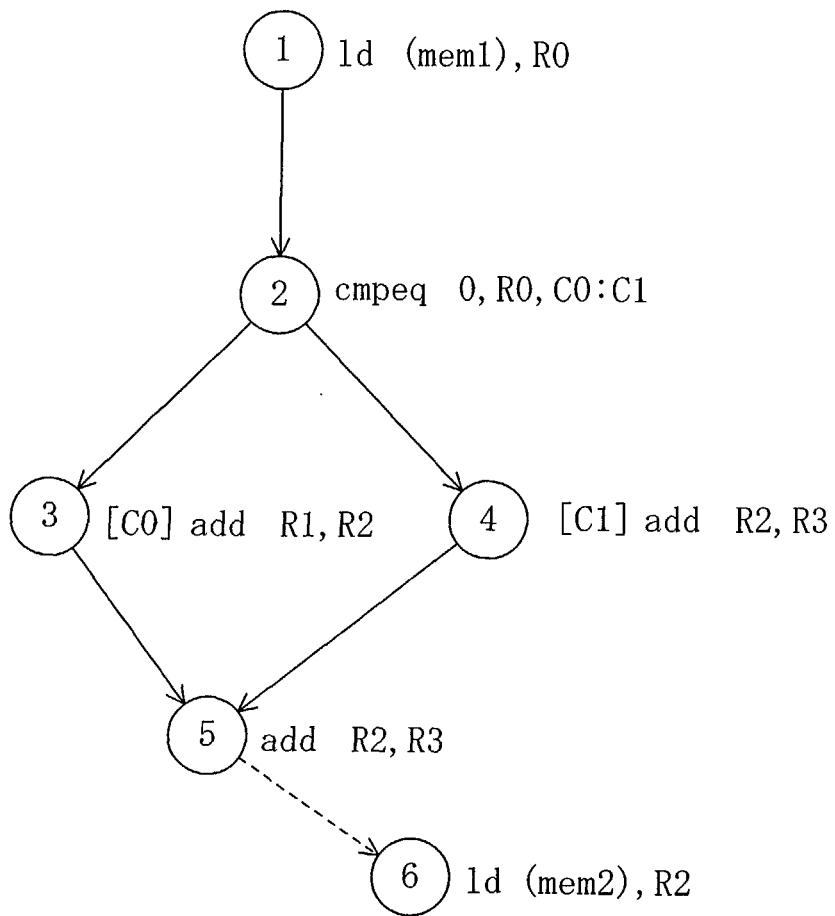 1 ld (mem1),R0
2 cmpeq 0,R0,C0:C1
3 [C0] add R1,R2
4 [C1] add R2,R3
5 add R2,R3
6 ld (mem2),R2